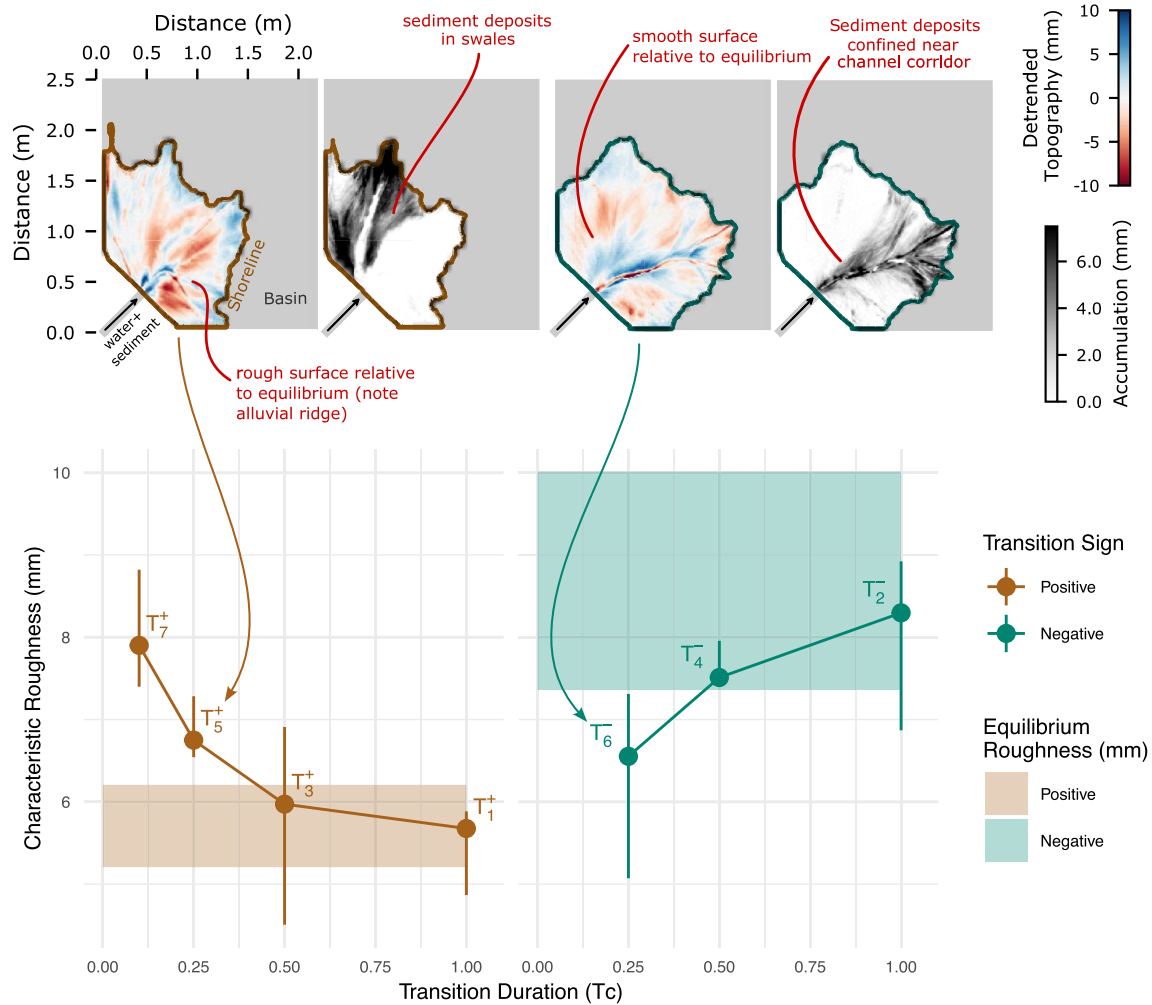 Distance (m)
0.0 0.5 1.0 2.0
sediment deposits
in swales
smooth surface
relative to equilibrium
Sediment deposits
confined near
channel corridor
Distance (m)
2.5
2.0
1.5
1.0
0.5
0.0
Shoreline
Basin
water+
sediment
rough surface relative
to equilibrium (note
alluvial ridge)
Detrended
Topography (mm)
10
5
0
-5
-10
Accumulation (mm)
6.0
4.0
2.0
0.0
Characteristic Roughness (mm)
10
8
6
T7+
T5+
T3+
T1+
T6−
T4−
T2−
0.00 0.25 0.50 0.75 1.00
0.00 0.25 0.50 0.75 1.00
Transition Duration (Tc)
Transition Sign
Positive
Negative
Equilibrium
Roughness (mm)
Positive
Negative